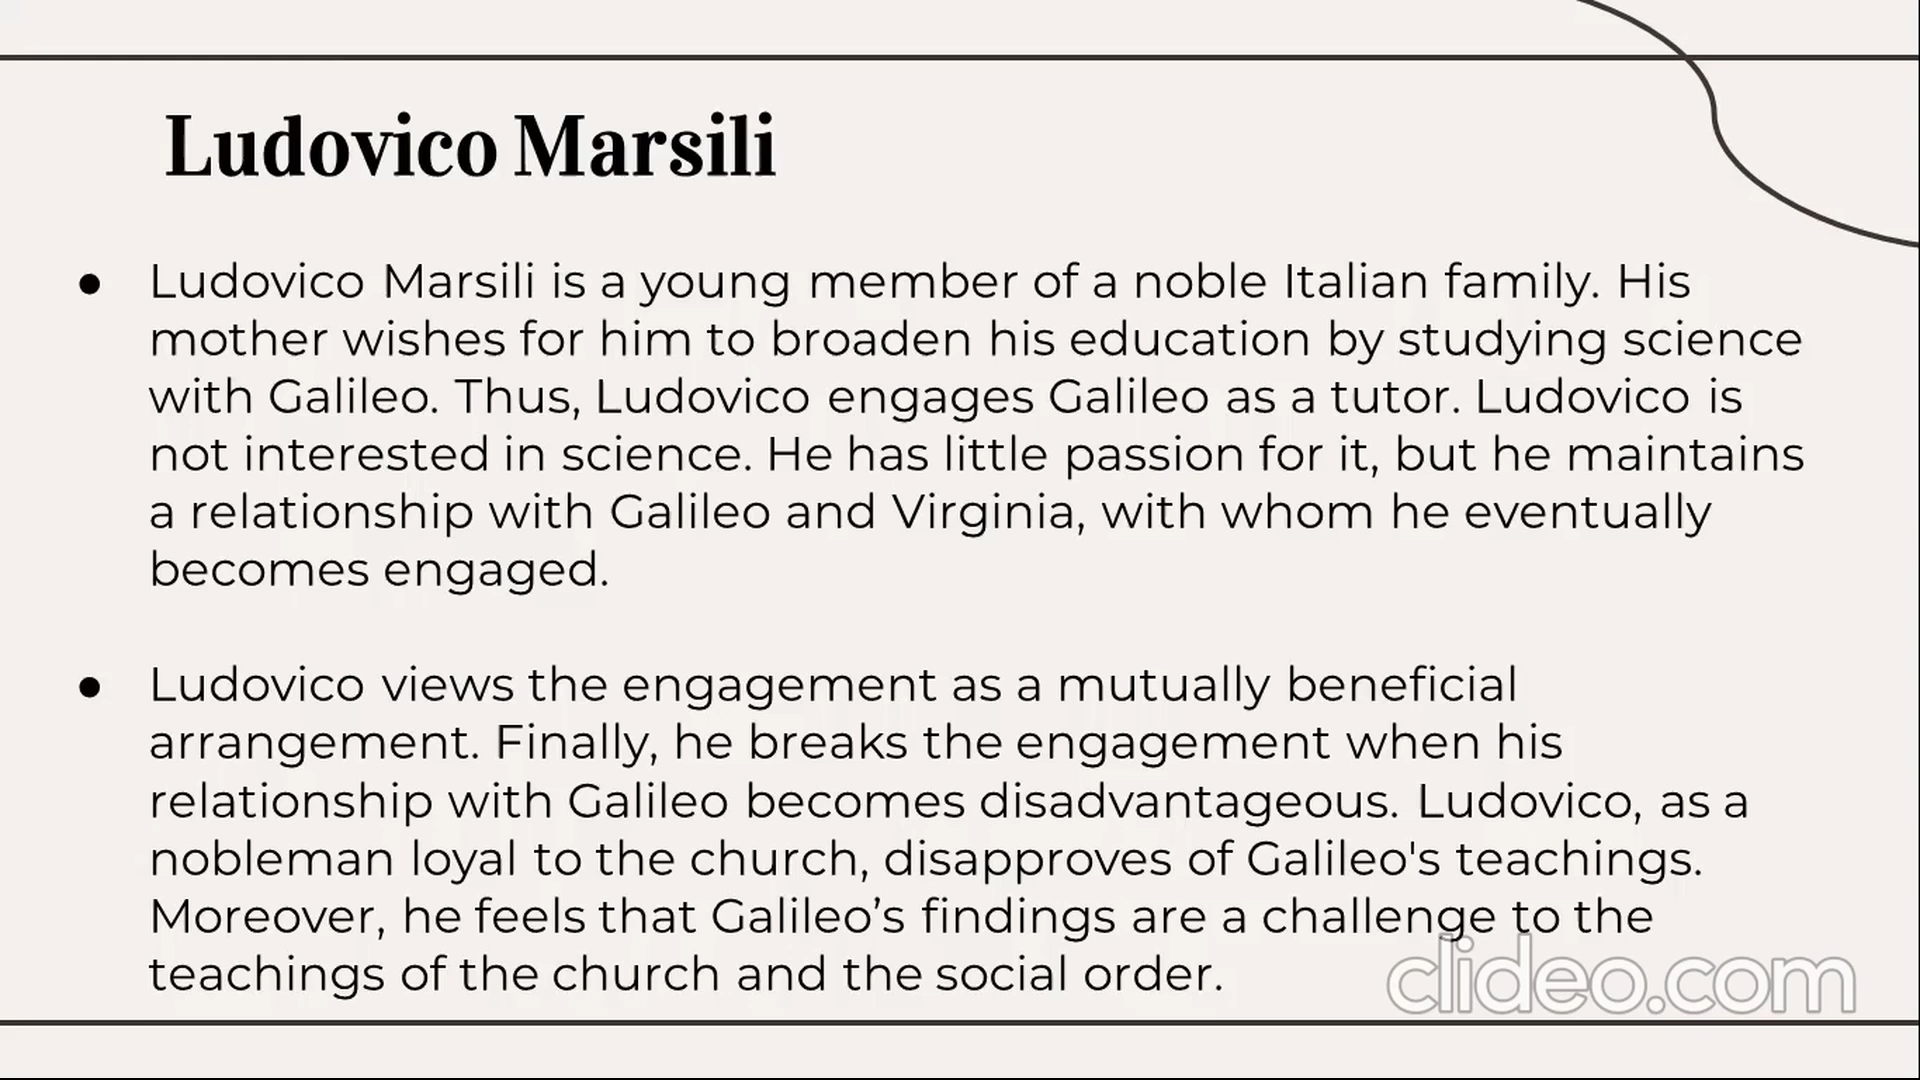 Ludovico Marsili
● Ludovico Marsili is a young member of a noble Italian family. His
mother wishes for him to broaden his education by studying science
with Galileo. Thus, Ludovico engages Galileo as a tutor. Ludovico is
not interested in science. He has little passion for it, but he maintains
a relationship with Galileo and Virginia, with whom he eventually
becomes engaged.
● Ludovico views the engagement as a mutually beneficial
arrangement. Finally, he breaks the engagement when his
relationship with Galileo becomes disadvantageous. Ludovico, as a
nobleman loyal to the church, disapproves of Galileo's teachings.
Moreover, he feels that Galileo’s findings are a challenge to the
teachings of the church and the social order.
clideo.com